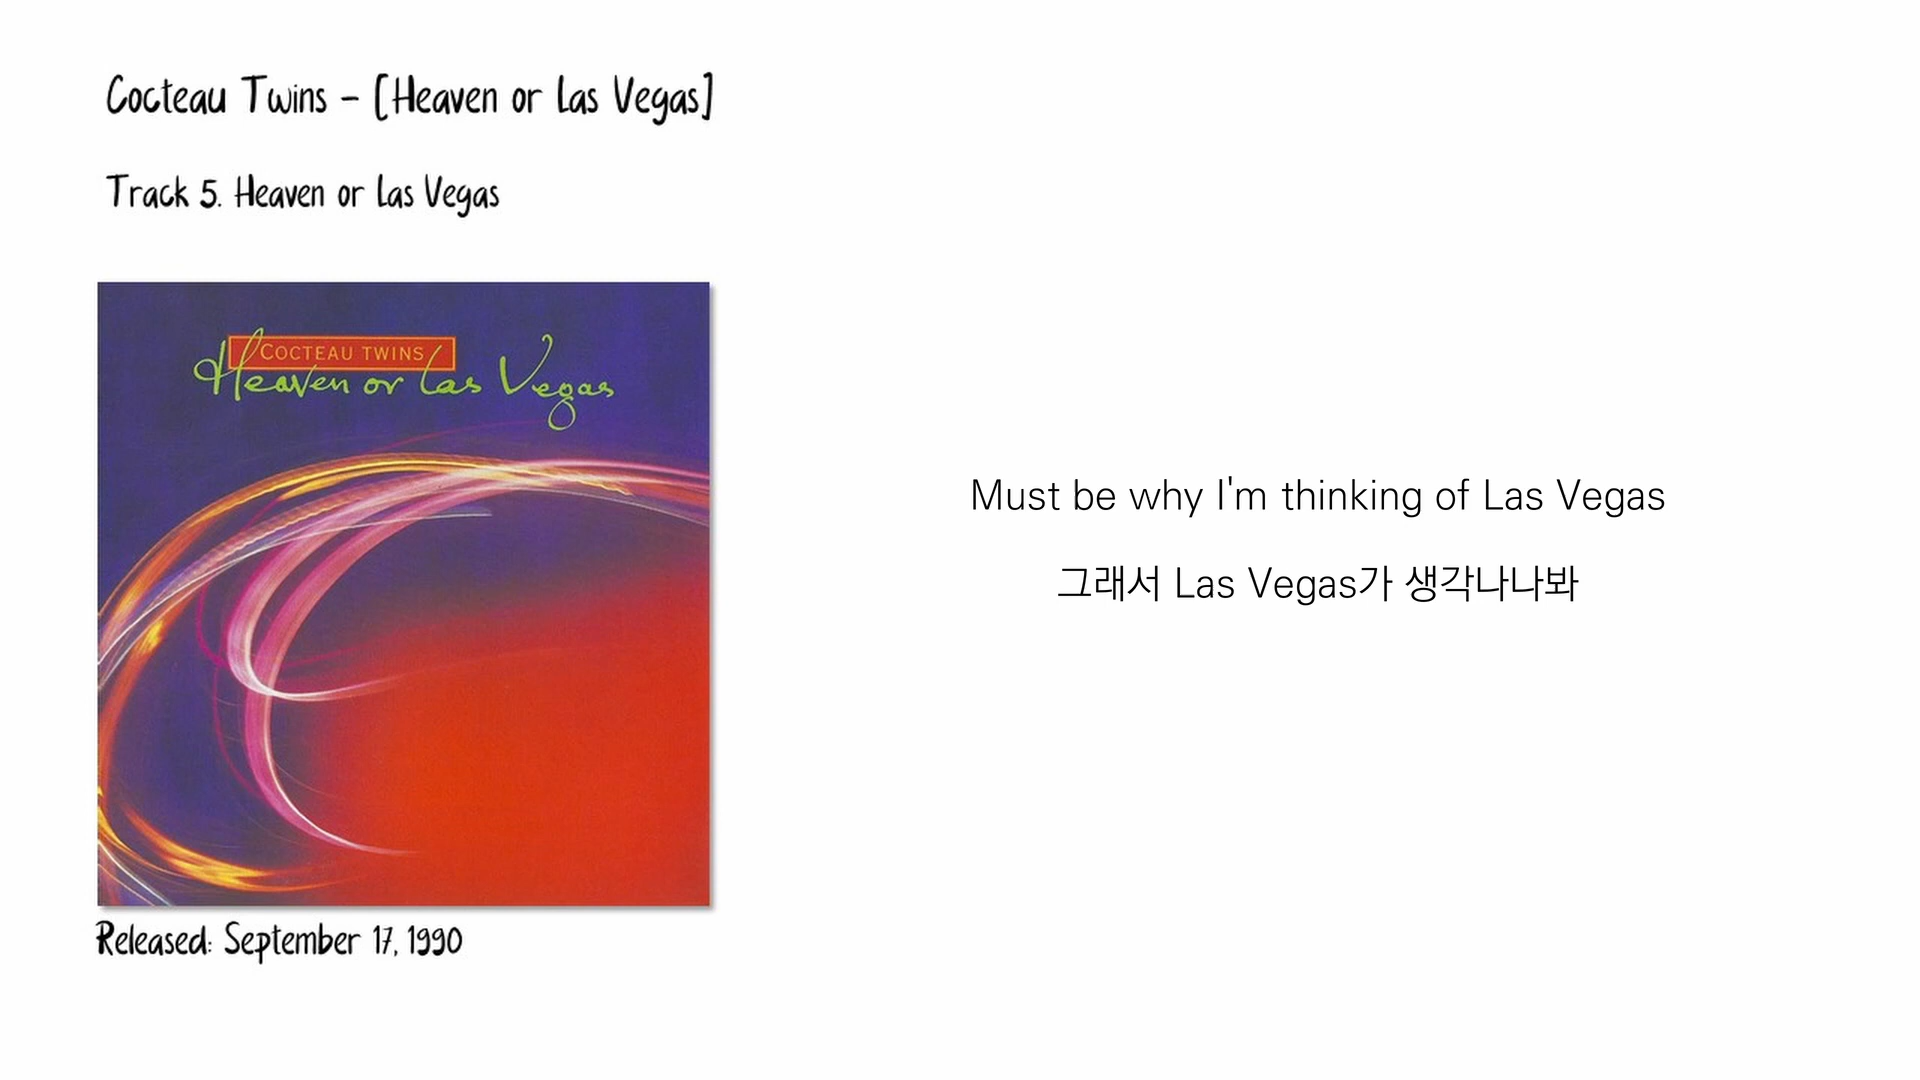 Cocteau Twins - [Heaven or Las Vegas]
Track 5. Heaven or Las Vegas
COCTEAU TWINS
Heaven or Las Vegas
Must be why I'm thinking of Las Vegas
그래서 Las Vegas가 생각나나봐
Released: September 17, 1990